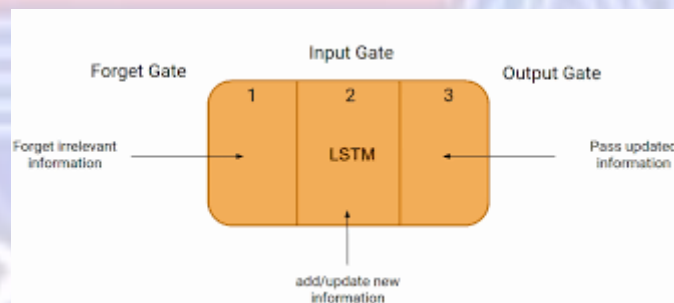 Input Gate
Forget Gate
Output Gate
1
2
3
Forget irrelevant
information
LSTM
Pass updated
information
add/update new
information